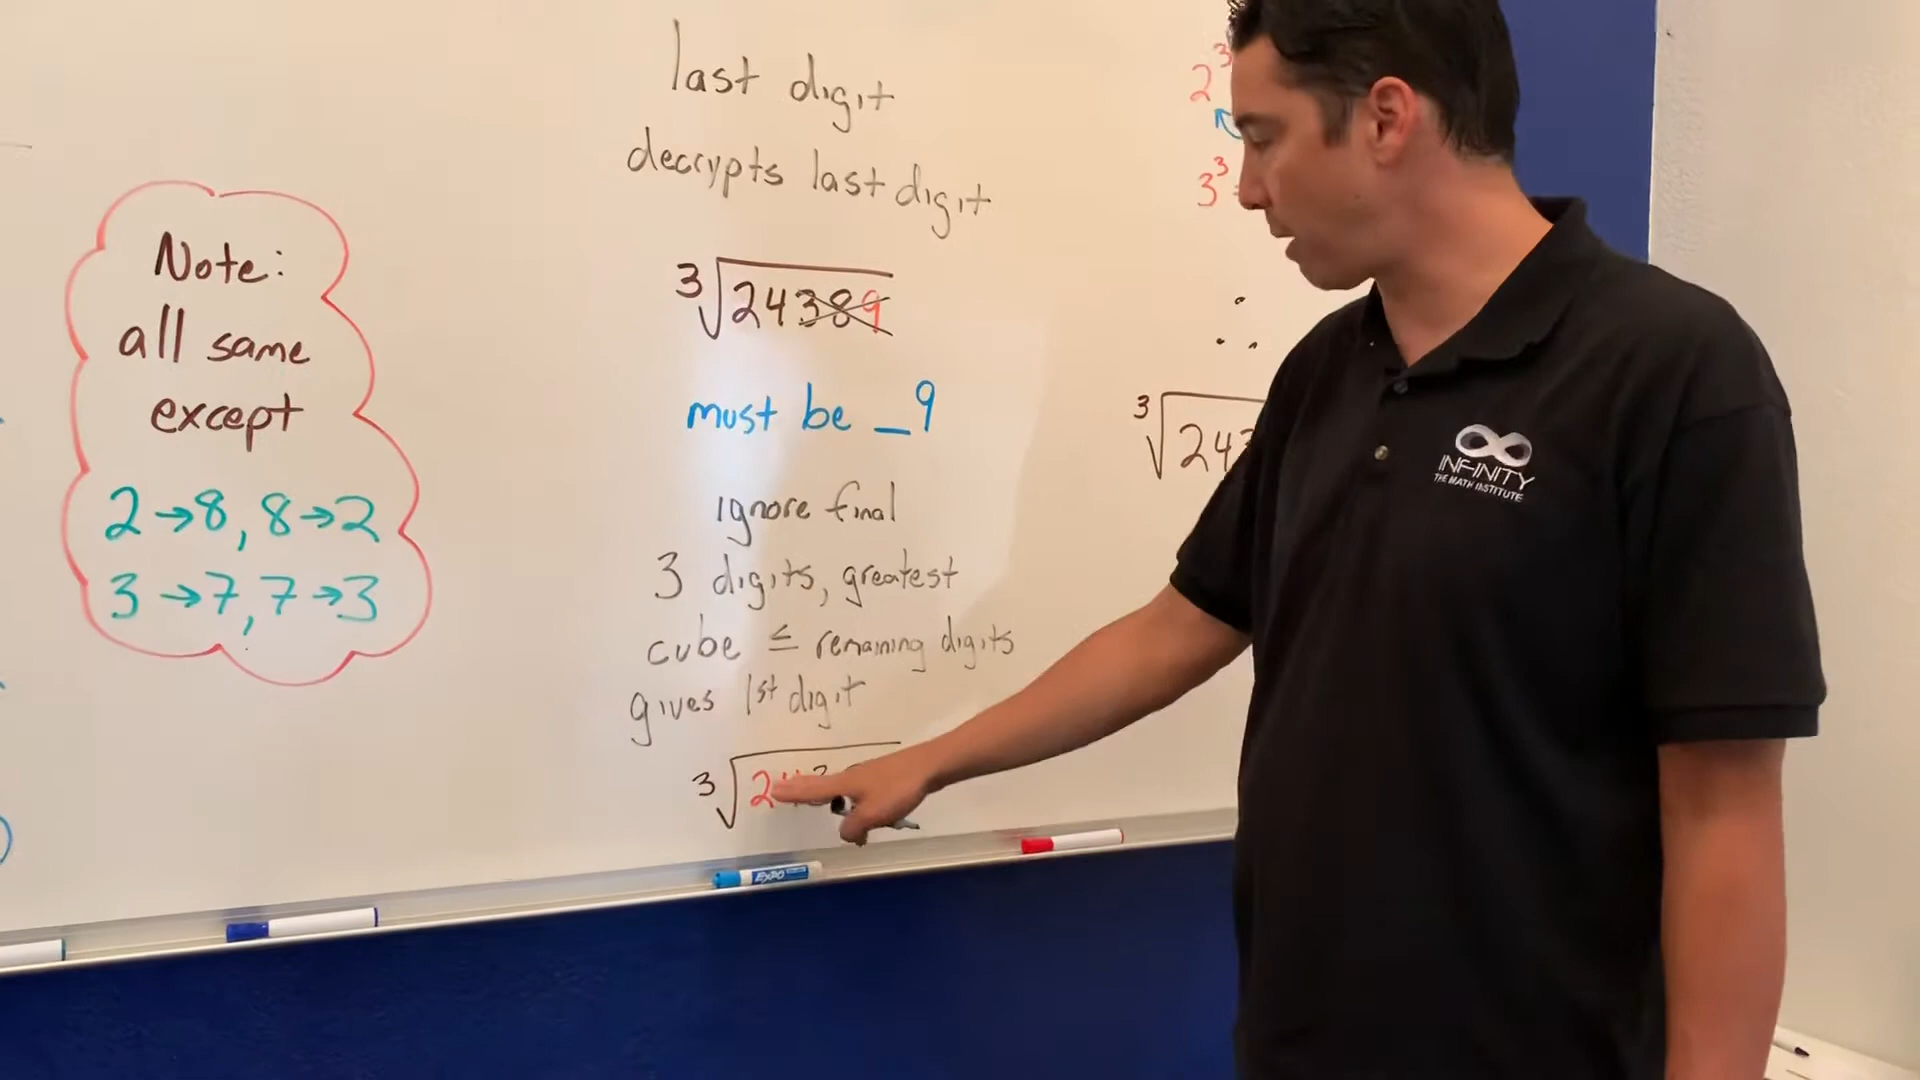 Note:
all same
except
2→8, 8→2
3→7, 7→3
last digit
decrypts last digit
3√24389
must be _9
ignore final
3 digits, greatest
cube ≤ remaining digits
gives 1st digit
3√2
2³
3³
∴
3√24
INFINITY
THE MATH INSTITUTE
EXPO